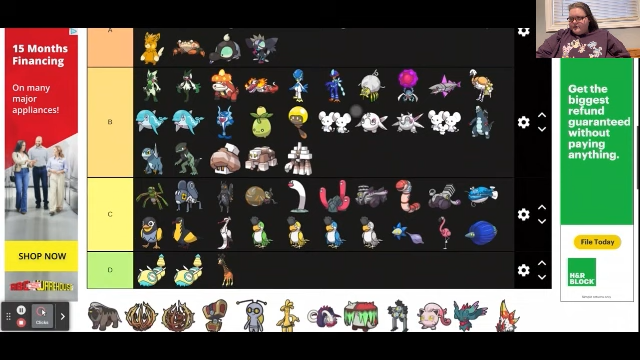 15 Months
Financing
On many
major
appliances!
SHOP NOW
A
B
C
D
Get the
biggest
refund
guaranteed
without
paying
anything.
File Today
H&R
BLOCK